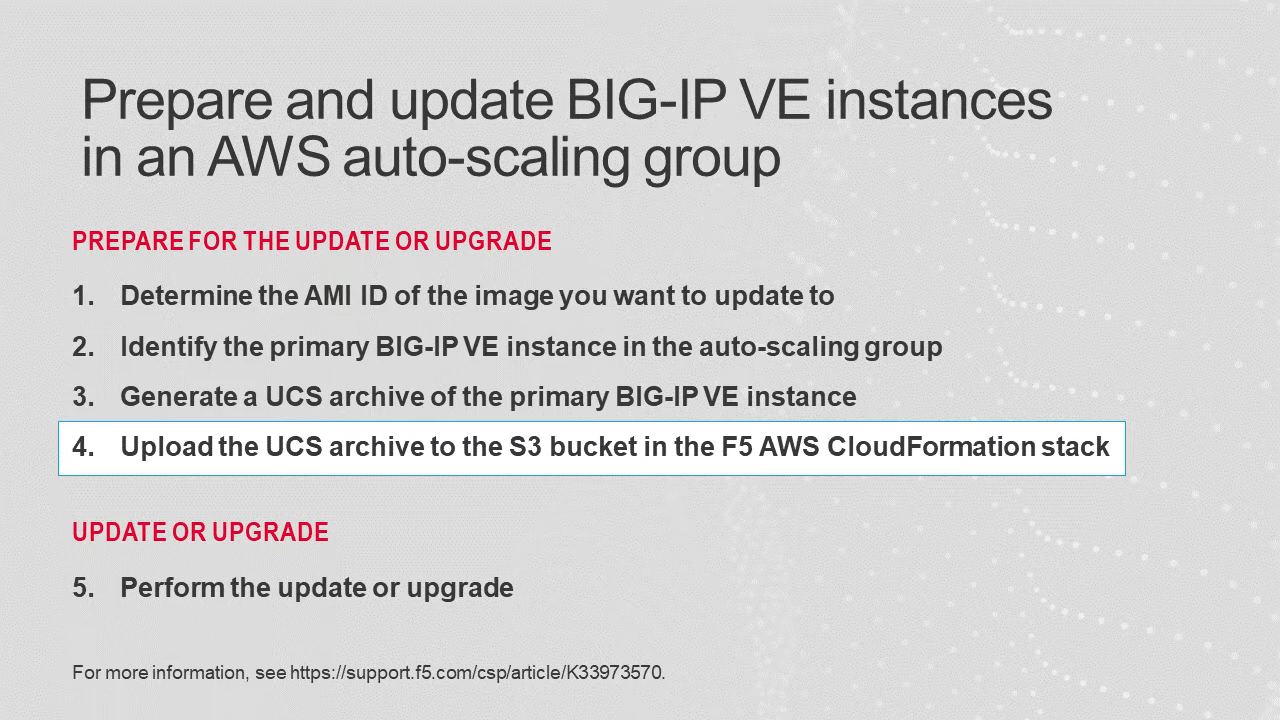 Prepare and update BIG-IP VE instances
in an AWS auto-scaling group
PREPARE FOR THE UPDATE OR UPGRADE
1. Determine the AMI ID of the image you want to update to
2. Identify the primary BIG-IP VE instance in the auto-scaling group
3. Generate a UCS archive of the primary BIG-IP VE instance
4. Upload the UCS archive to the S3 bucket in the F5 AWS CloudFormation stack
UPDATE OR UPGRADE
5. Perform the update or upgrade
For more information, see https://support.f5.com/csp/article/K33973570.